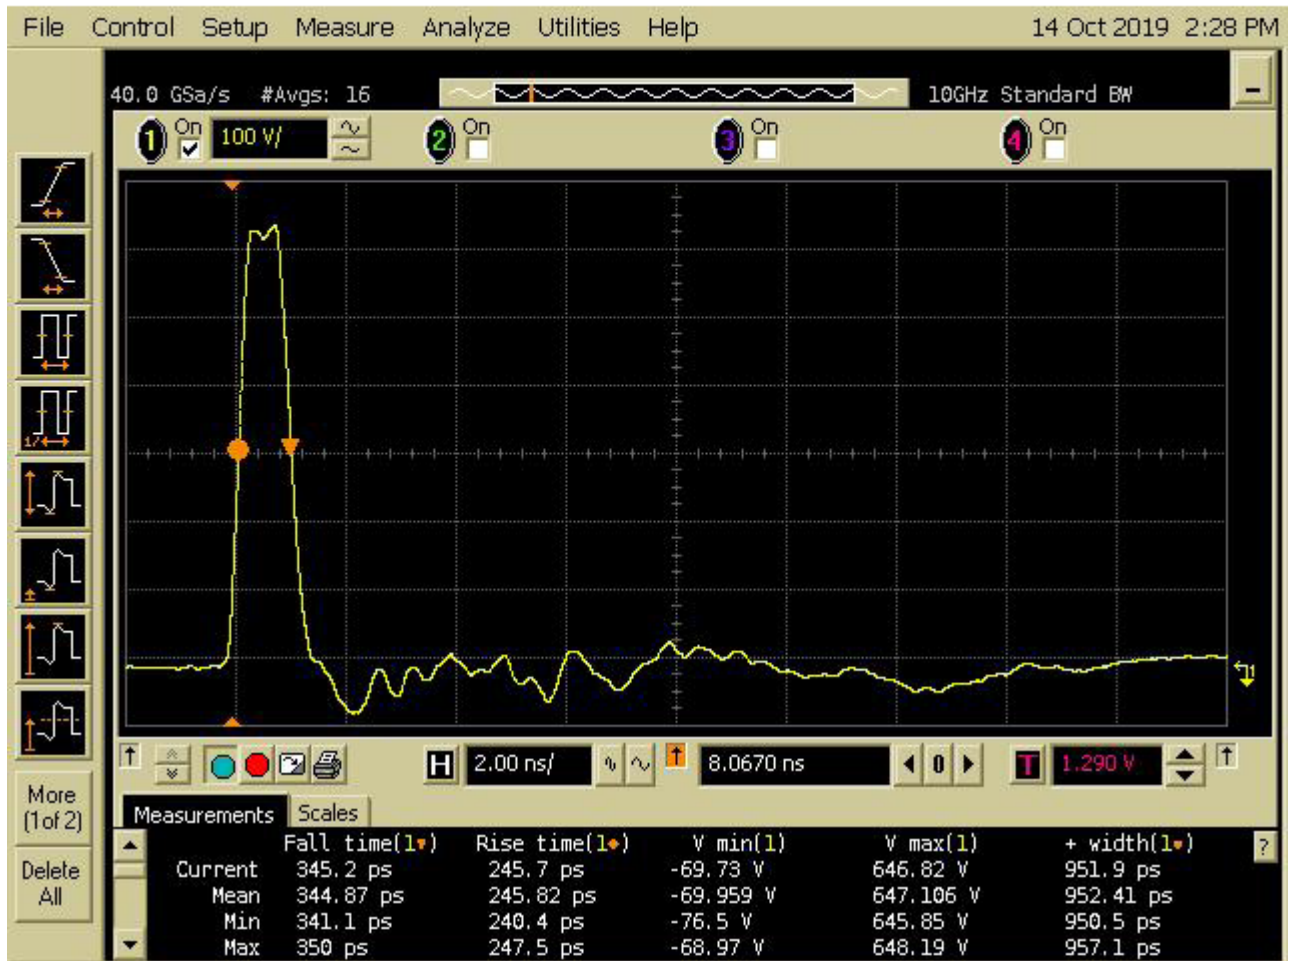 File Control Setup Measure Analyze Utilities Help 14 Oct 2019 2:28 PM
40.0 GSa/s #Avgs: 16 10GHz Standard BW
1 On 100 V/ 2 On 3 On 4 On
1/
1
H 2.00 ns/ 8.0670 ns 0 T 1.290 V
More
(1of 2)
Delete
All
Measurements Scales
Fall time(1▾) Rise time(1◆) V min(1) V max(1) + width(1▾) ?
Current 345.2 ps 245.7 ps -69.73 V 646.82 V 951.9 ps
Mean 344.87 ps 245.82 ps -69.959 V 647.106 V 952.41 ps
Min 341.1 ps 240.4 ps -76.5 V 645.85 V 950.5 ps
Max 350 ps 247.5 ps -68.97 V 648.19 V 957.1 ps